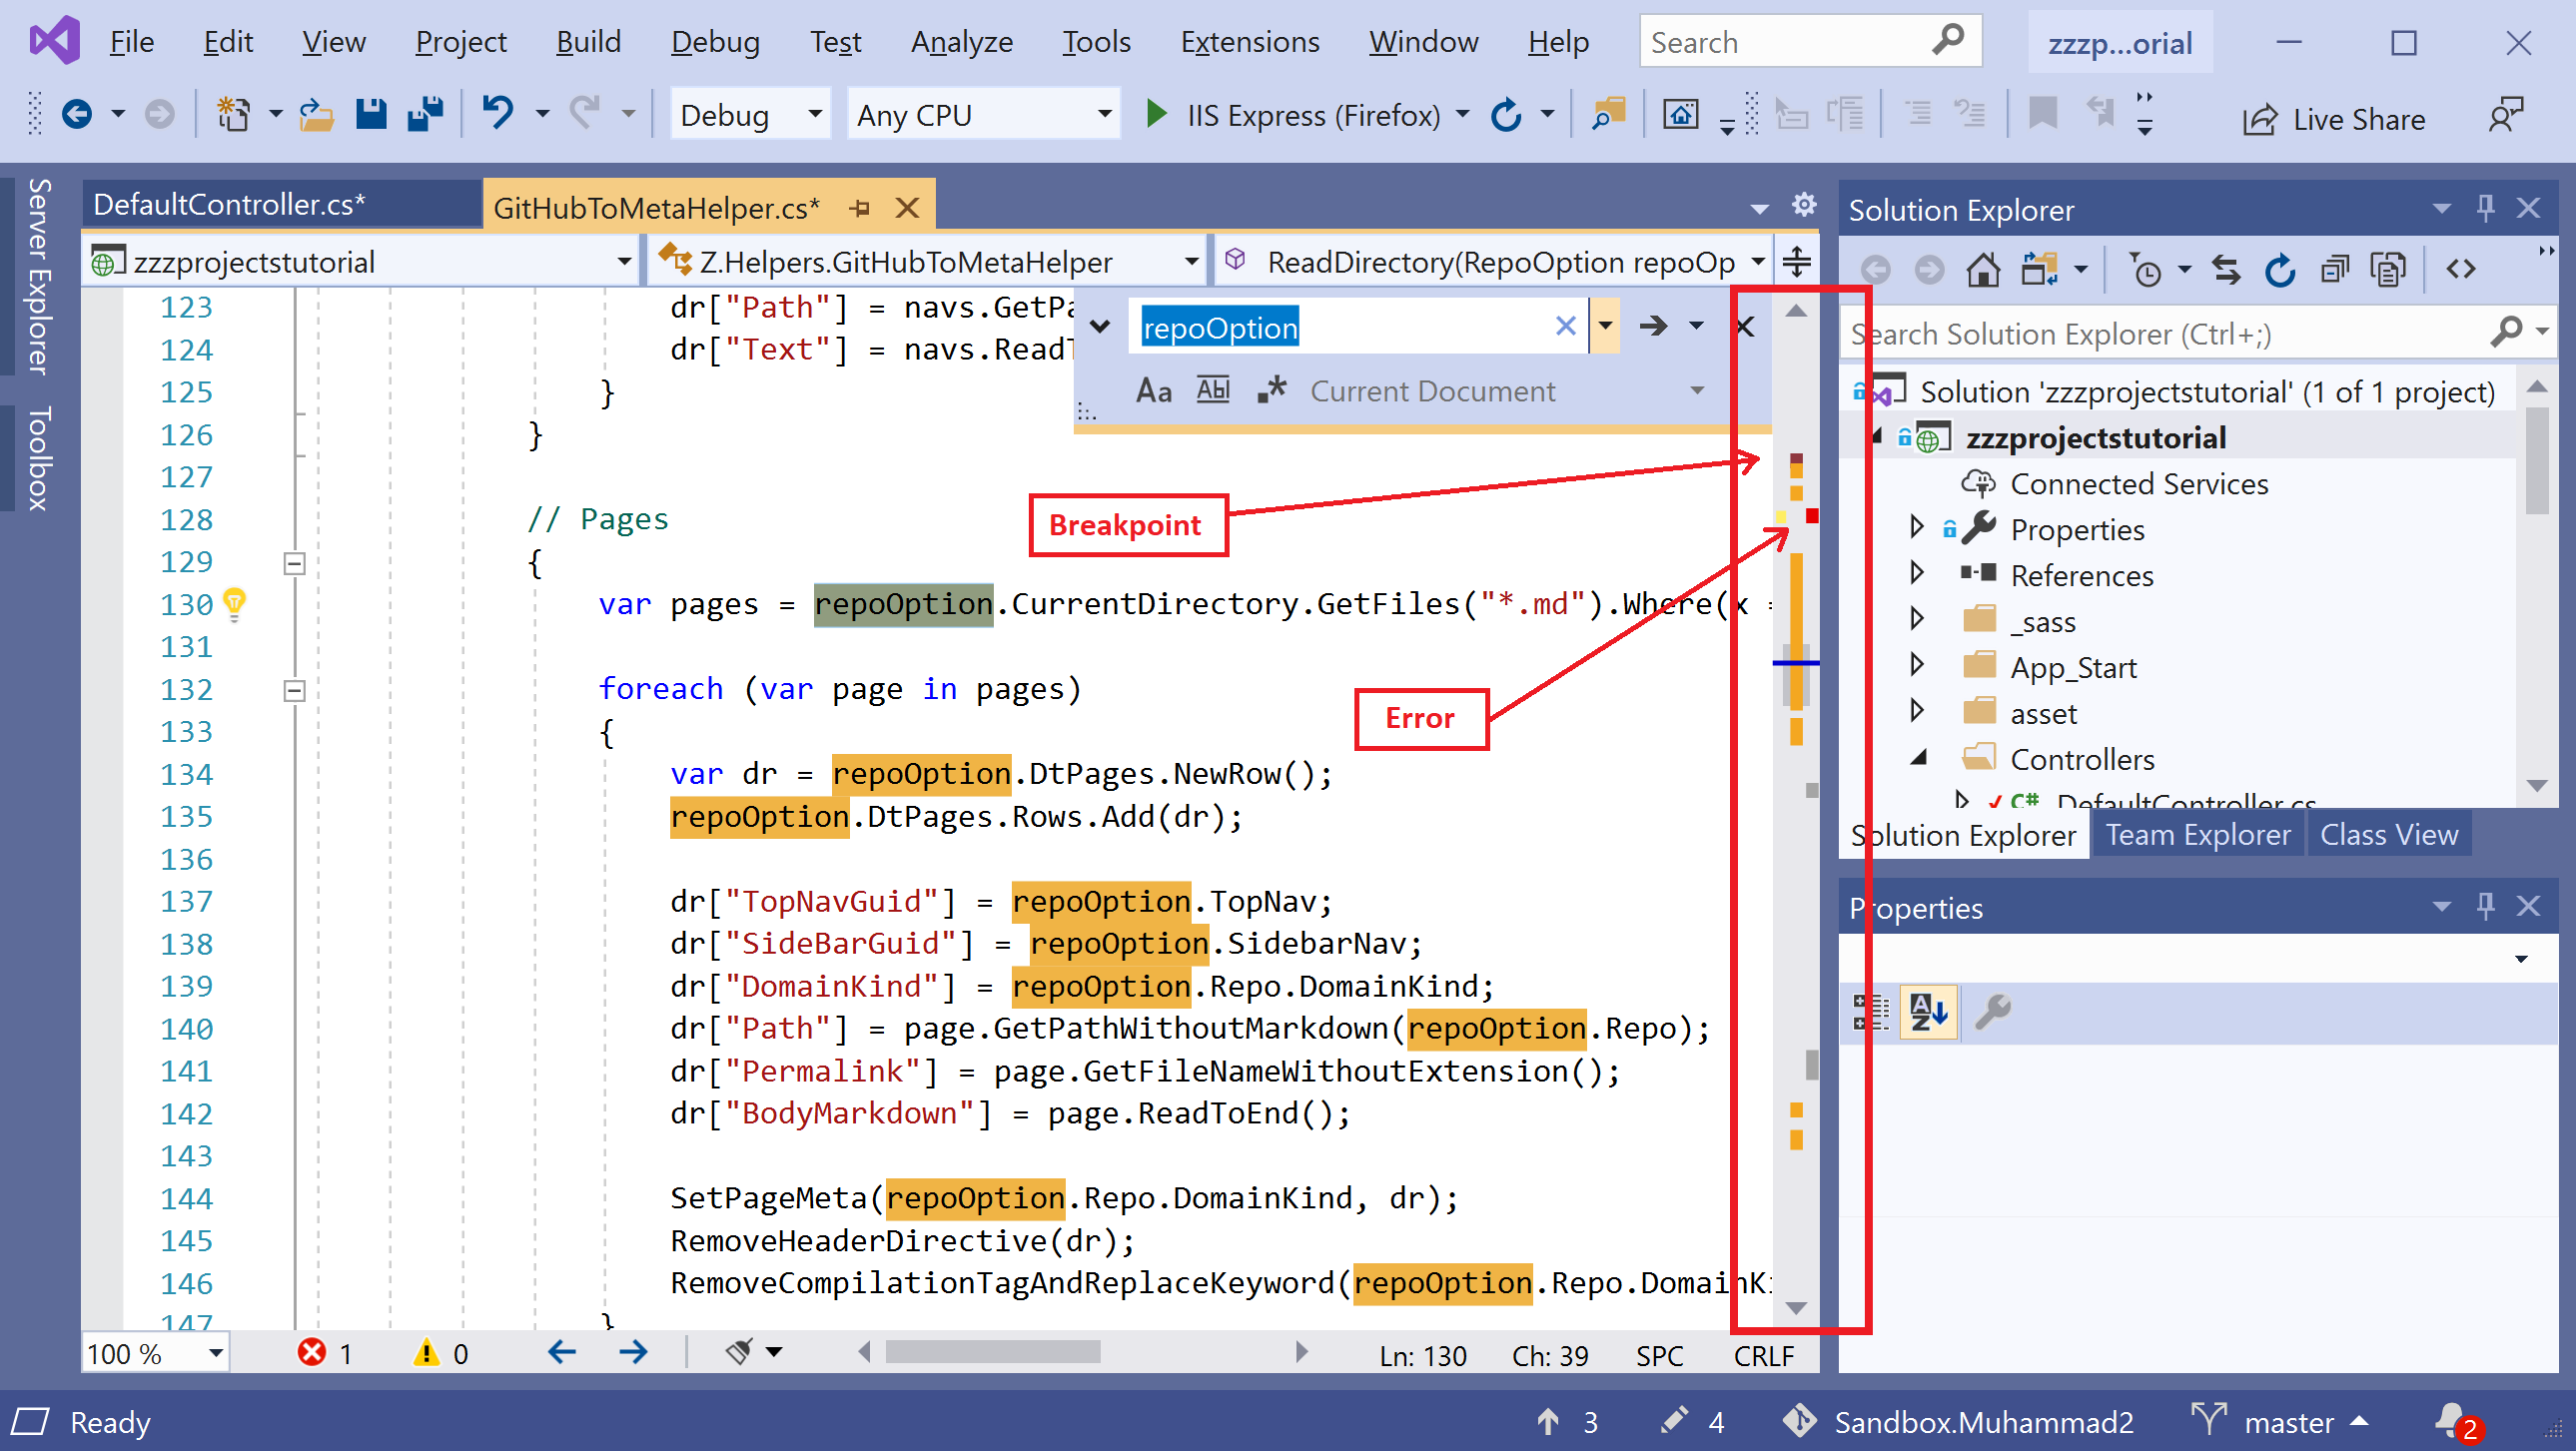 File Edit View Project Build Debug Test Analyze Tools Extensions Window Help Search zzzp...orial
Debug Any CPU IIS Express (Firefox) Live Share
Server Explorer
Toolbox
DefaultController.cs* GitHubToMetaHelper.cs*
zzzprojectstutorial Z.Helpers.GitHubToMetaHelper ReadDirectory(RepoOption repoOp
repoOption
Aa Abl .* Current Document
123 dr["Path"] = navs.GetPa
124 dr["Text"] = navs.ReadT
125 }
126 }
127
128 // Pages
129 {
130 var pages = repoOption.CurrentDirectory.GetFiles("*.md").Where(x =
131
132 foreach (var page in pages)
133 {
134 var dr = repoOption.DtPages.NewRow();
135 repoOption.DtPages.Rows.Add(dr);
136
137 dr["TopNavGuid"] = repoOption.TopNav;
138 dr["SideBarGuid"] = repoOption.SidebarNav;
139 dr["DomainKind"] = repoOption.Repo.DomainKind;
140 dr["Path"] = page.GetPathWithoutMarkdown(repoOption.Repo);
141 dr["Permalink"] = page.GetFileNameWithoutExtension();
142 dr["BodyMarkdown"] = page.ReadToEnd();
143
144 SetPageMeta(repoOption.Repo.DomainKind, dr);
145 RemoveHeaderDirective(dr);
146 RemoveCompilationTagAndReplaceKeyword(repoOption.Repo.DomainKi
147 }
Breakpoint
Error
100 % 1 0 Ln: 130 Ch: 39 SPC CRLF
Solution Explorer
Search Solution Explorer (Ctrl+;)
Solution 'zzzprojectstutorial' (1 of 1 project)
zzzprojectstutorial
Connected Services
Properties
References
_sass
App_Start
asset
Controllers
C# DefaultController.cs
Solution Explorer Team Explorer Class View
Properties
AZ
Ready 3 4 Sandbox.Muhammad2 master 2